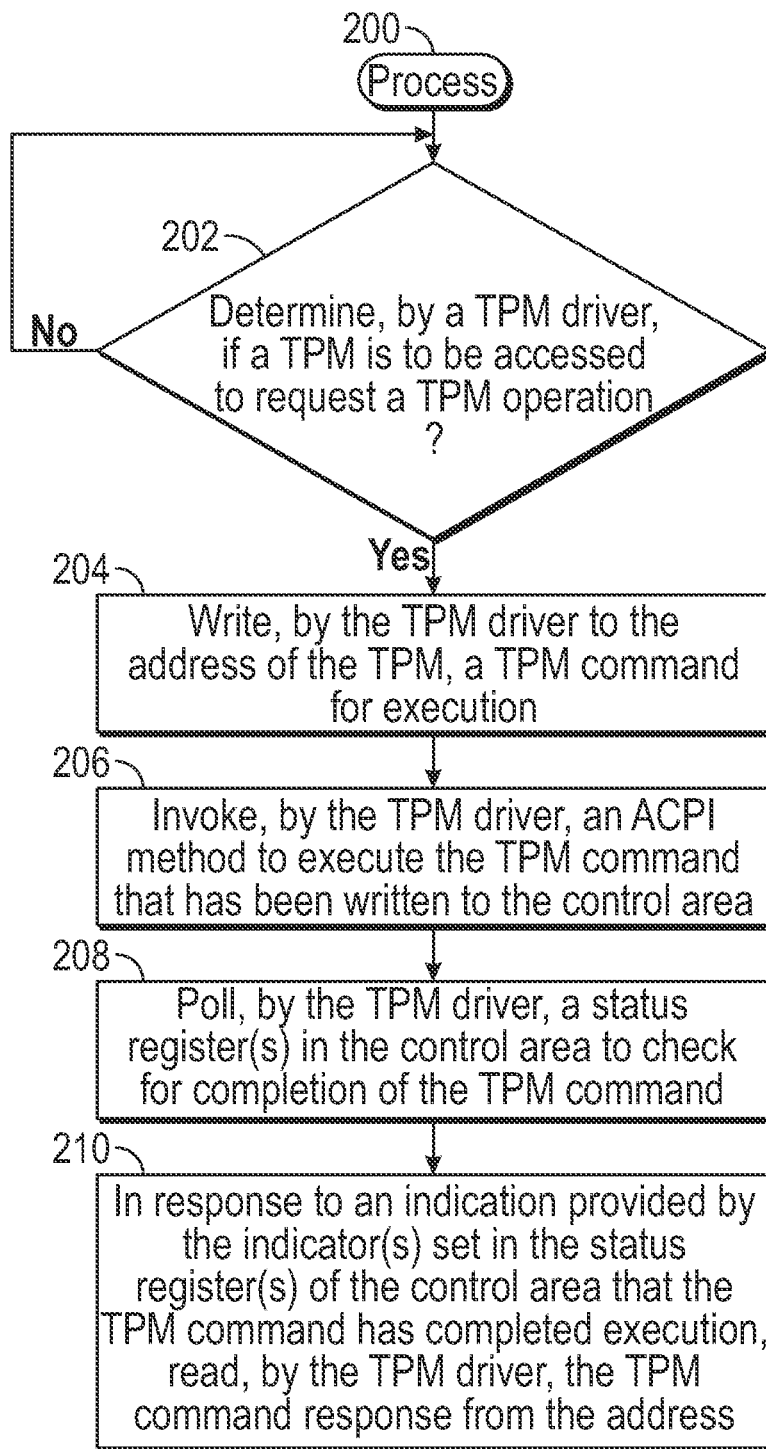 200
Process
202
Determine, by a TPM driver,
No
if a TPM is to be accessed
to request a TPM operation
?
Yes
204
Write, by the TPM driver to the
address of the TPM, a TPM command
for execution
206
Invoke, by the TPM driver, an ACPI
method to execute the TPM command
that has been written to the control area
208
Poll, by the TPM driver, a status
register(s) in the control area to check
for completion of the TPM command
210
In response to an indication provided by
the indicator(s) set in the status
register(s) of the control area that the
TPM command has completed execution,
read, by the TPM driver, the TPM
command response from the address